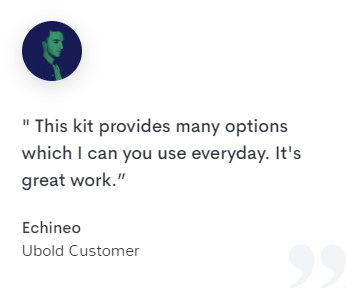 " This kit provides many options
which I can you use everyday. It's
great work.”
Echineo
Ubold Customer
”